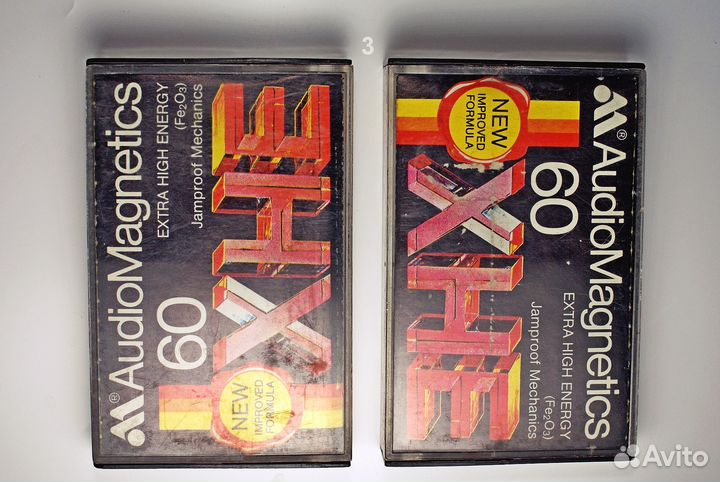 3
AudioMagnetics
EXTRA HIGH ENERGY
(Fe₂O₃)
Jamproof Mechanics
60
XHE
NEW
IMPROVED
FORMULA
®AudioMagnetics
60
EXTRA HIGH ENERGY
(Fe₂O₃)
Jamproof Mechanics
XHE
NEW
IMPROVED
FORMULA
Avito